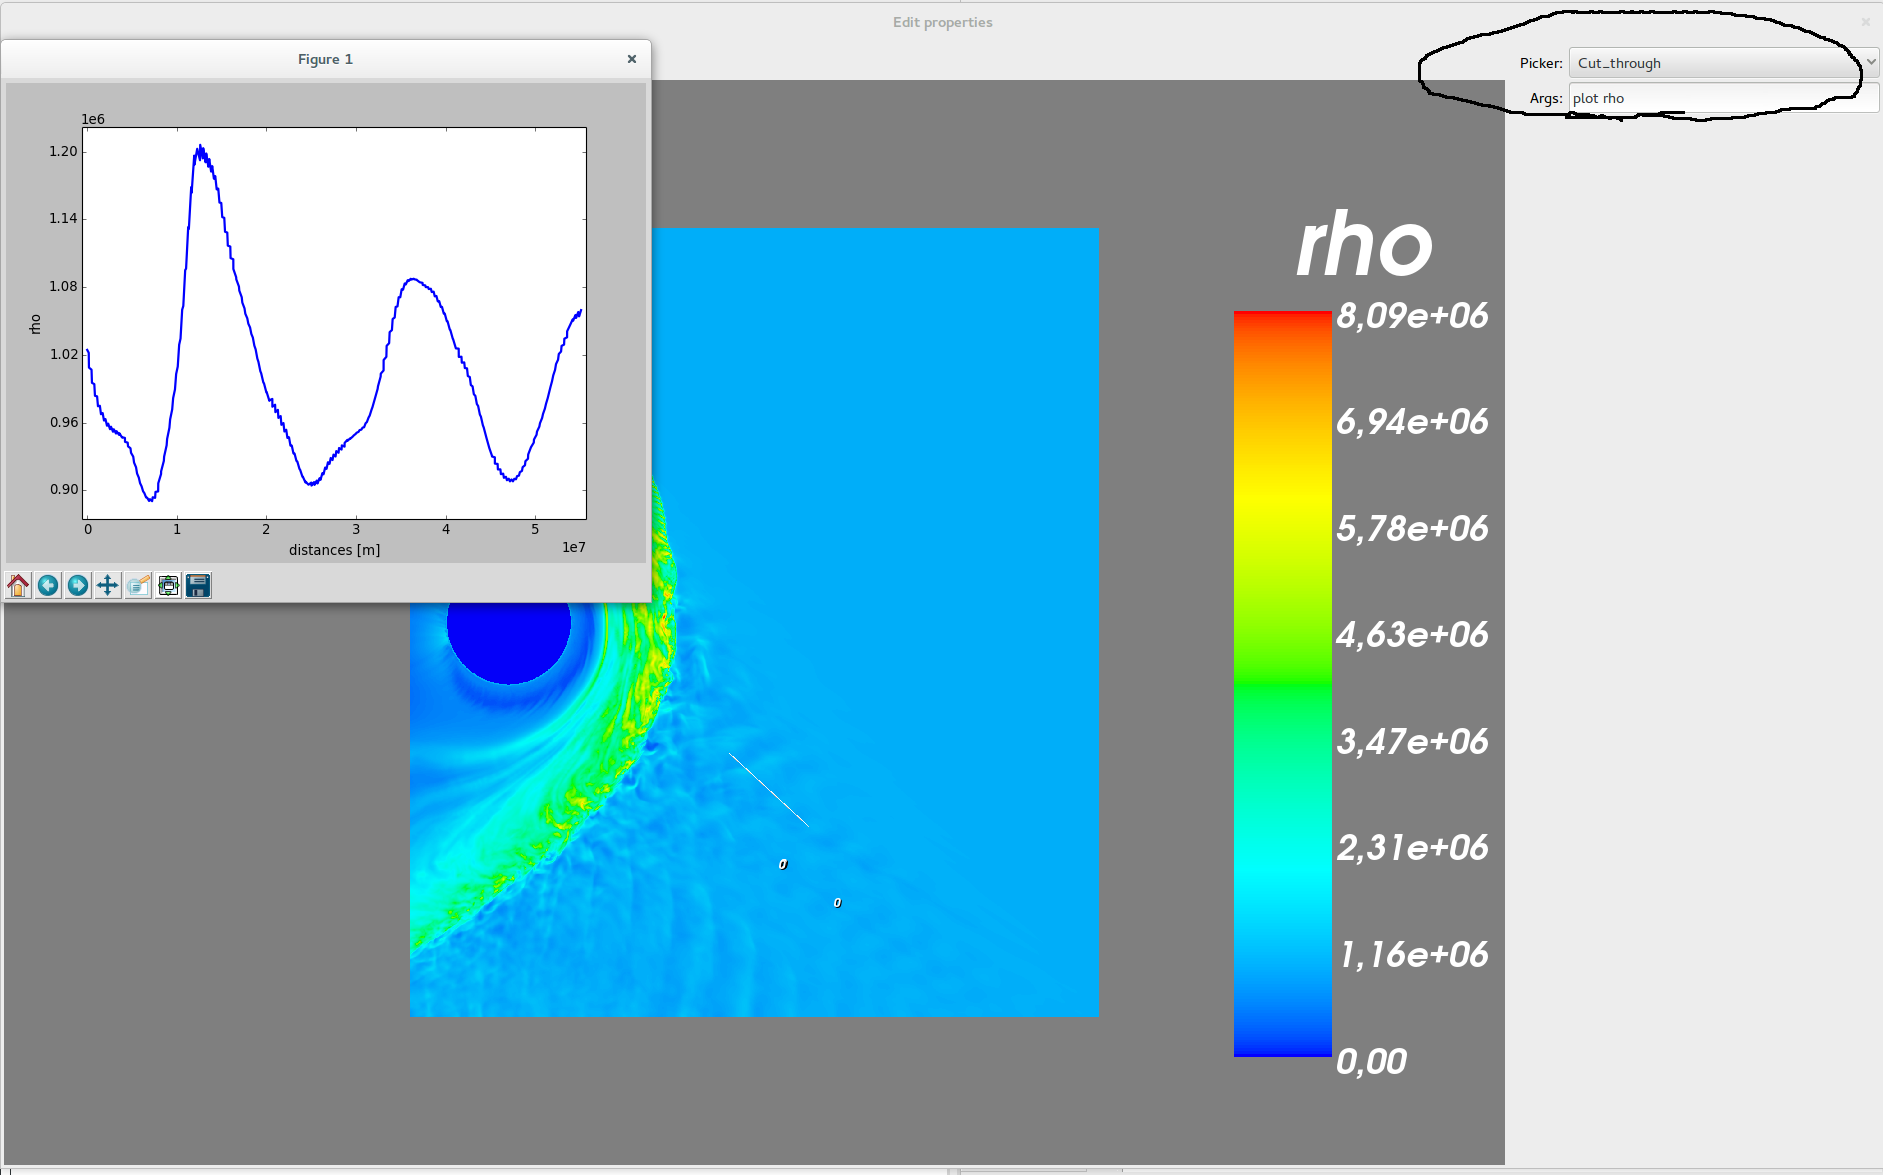 Edit properties
Figure 1
Picker: Cut_through
Args: plot rho
1e6
1.20
1.14
1.08
1.02
0.96
0.90
rho
0 1 2 3 4 5
distances [m]
1e7
rho
8,09e+06
6,94e+06
5,78e+06
4,63e+06
3,47e+06
2,31e+06
1,16e+06
0,00
0
0